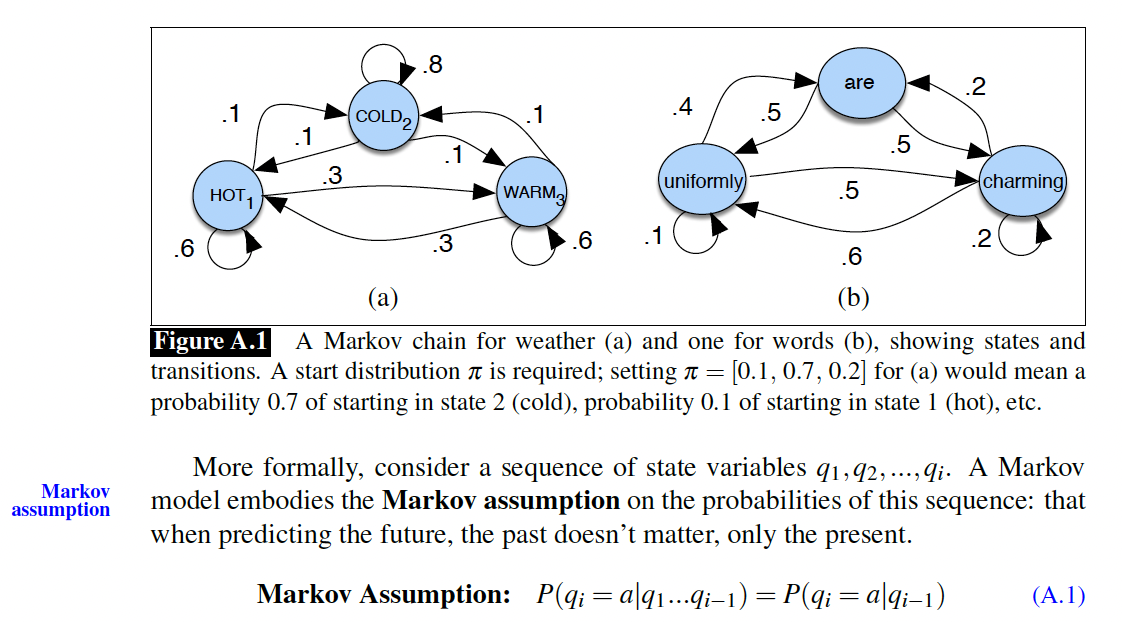 .8
COLD2
.1
.1
.1
.1
HOT1
.3
WARM3
.3
.6
.6
(a)
are
.4
.5
.2
.5
uniformly
charming
.5
.1
.2
.6
(b)
Figure A.1 A Markov chain for weather (a) and one for words (b), showing states and
transitions. A start distribution π is required; setting π = [0.1, 0.7, 0.2] for (a) would mean a
probability 0.7 of starting in state 2 (cold), probability 0.1 of starting in state 1 (hot), etc.
More formally, consider a sequence of state variables q1,q2,...,qi. A Markov
Markov
assumption
model embodies the Markov assumption on the probabilities of this sequence: that
when predicting the future, the past doesn't matter, only the present.
Markov Assumption: P(qi = a|q1...qi−1) = P(qi = a|qi−1) (A.1)